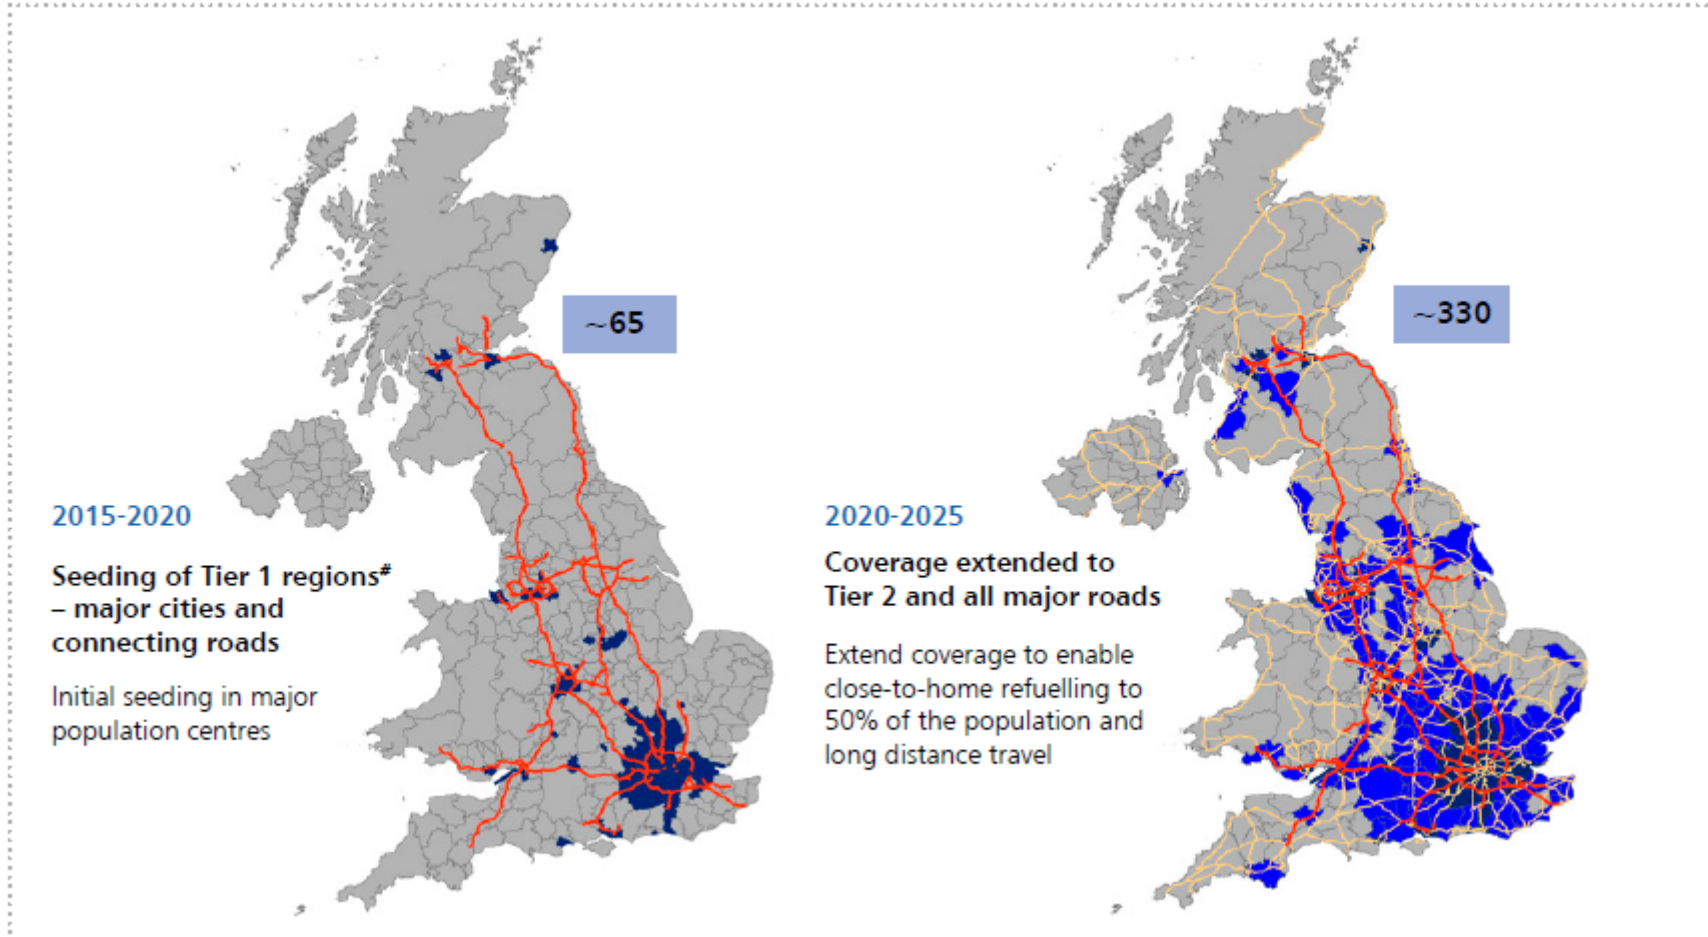 ~65
2015-2020
Seeding of Tier 1 regions#
– major cities and
connecting roads
Initial seeding in major
population centres
~330
2020-2025
Coverage extended to
Tier 2 and all major roads
Extend coverage to enable
close-to-home refuelling to
50% of the population and
long distance travel